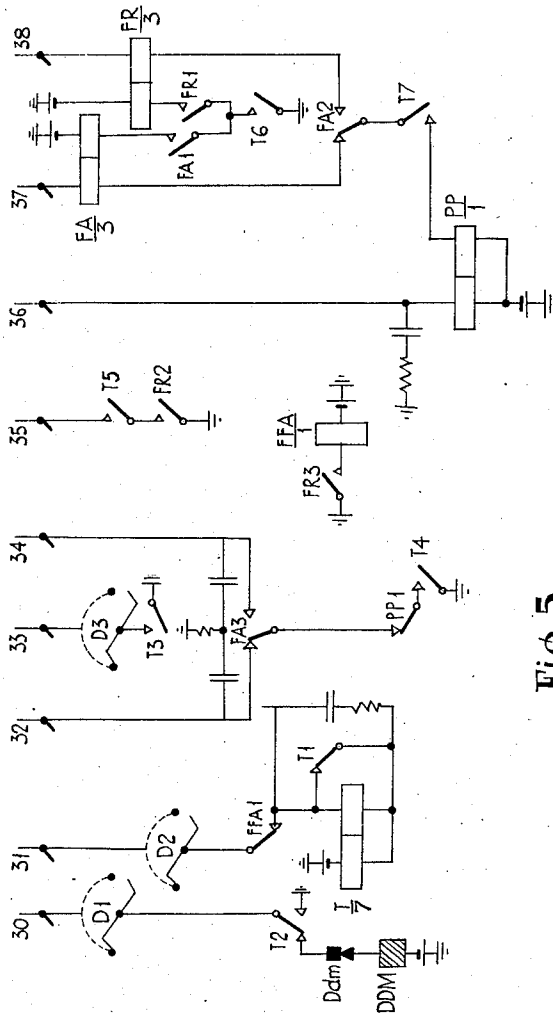 30
31
32
33
34
35
36
37
38
D1
D2
D3
T3
T5
FR2
FA
3
FR
3
FA1
FR1
T6
FA2
T7
FFA1
T1
T2
T
7
FA3
PP1
T4
FR3
FFA
1
PP
1
Ddm
DDM
Fig. 5